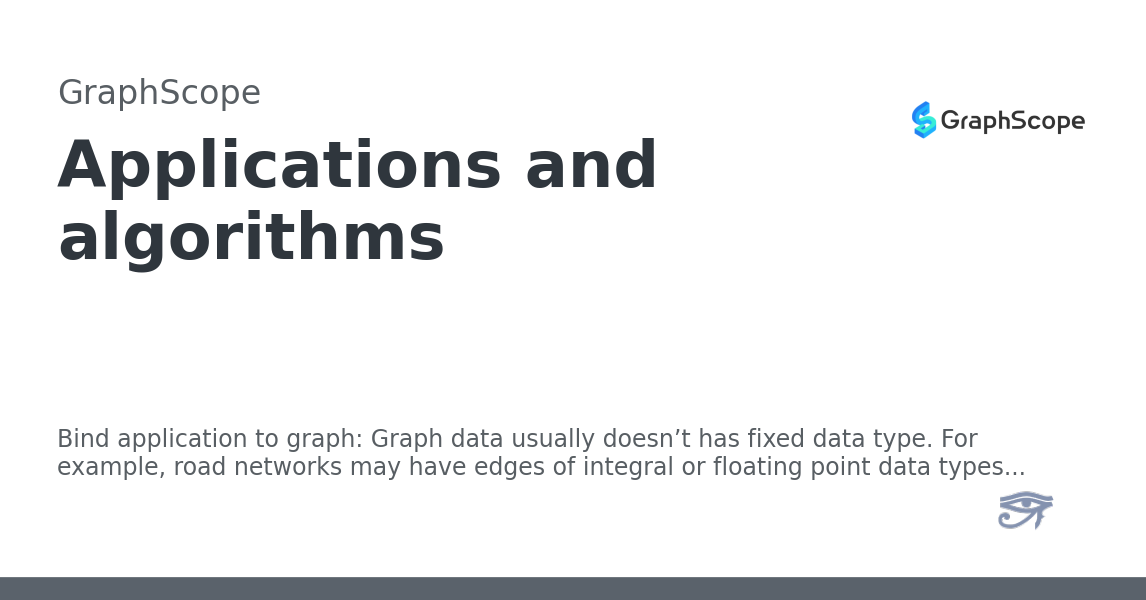 GraphScope
GraphScope
Applications and
algorithms
Bind application to graph: Graph data usually doesn’t has fixed data type. For
example, road networks may have edges of integral or floating point data types...